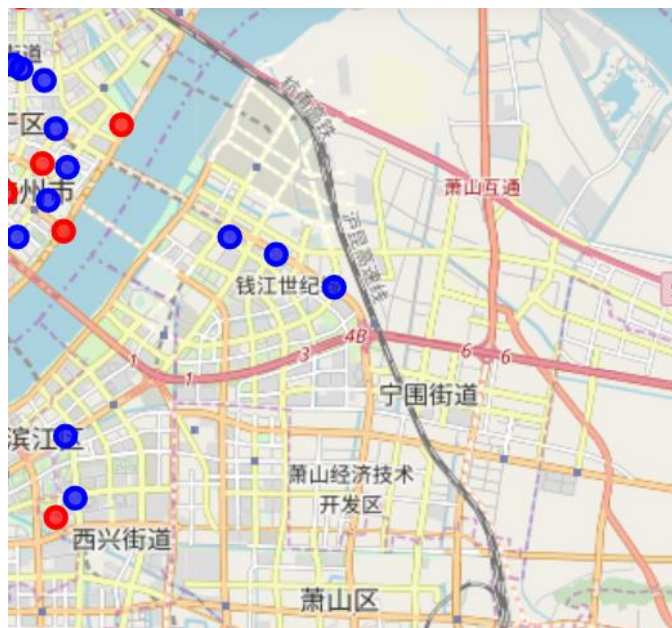 街道
杭甬高铁
干区
州市
萧山互通
沪昆高速线
钱江世纪
1
1
3
4B
6
6
宁围街道
滨江区
萧山经济技术
开发区
西兴街道
萧山区